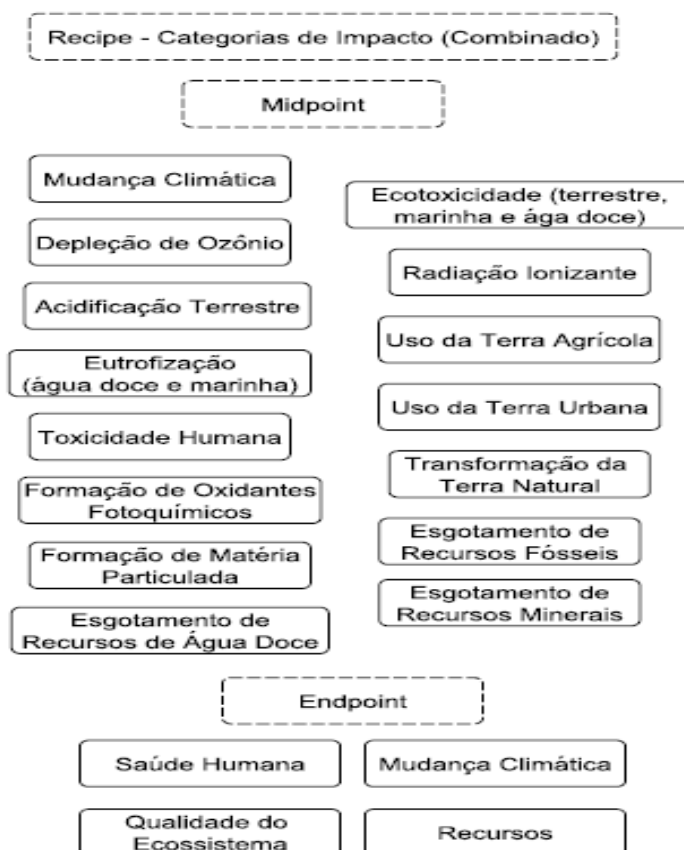 Recipe - Categorias de Impacto (Combinado)
Midpoint
Mudança Climática
Depleção de Ozônio
Acidificação Terrestre
Eutrofização
(água doce e marinha)
Toxicidade Humana
Formação de Oxidantes
Fotoquímicos
Formação de Matéria
Particulada
Esgotamento de
Recursos de Água Doce
Ecotoxicidade (terrestre,
marinha e ága doce)
Radiação Ionizante
Uso da Terra Agrícola
Uso da Terra Urbana
Transformação da
Terra Natural
Esgotamento de
Recursos Fósseis
Esgotamento de
Recursos Minerais
Endpoint
Saúde Humana
Mudança Climática
Qualidade do
Ecossistema
Recursos